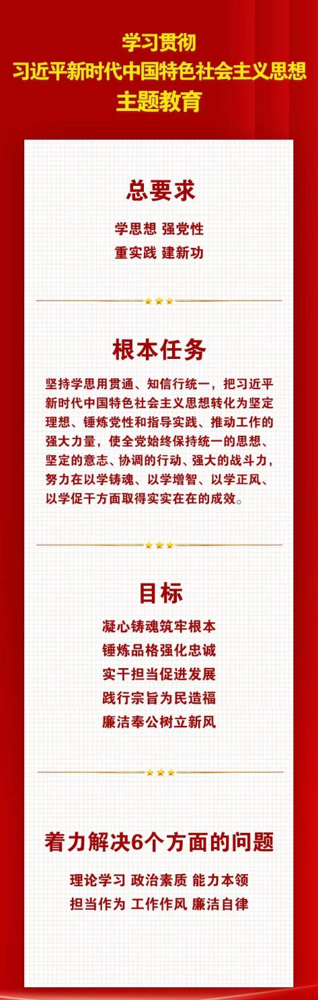 学习贯彻
习近平新时代中国特色社会主义思想
主题教育
总要求
学思想 强党性
重实践 建新功
根本任务
坚持学思用贯通、知信行统一，把习近平
新时代中国特色社会主义思想转化为坚定
理想、锤炼党性和指导实践、推动工作的
强大力量，使全党始终保持统一的思想、
坚定的意志、协调的行动、强大的战斗力，
努力在以学铸魂、以学增智、以学正风、
以学促干方面取得实实在在的成效。
目标
凝心铸魂筑牢根本
锤炼品格强化忠诚
实干担当促进发展
践行宗旨为民造福
廉洁奉公树立新风
着力解决6个方面的问题
理论学习 政治素质 能力本领
担当作为 工作作风 廉洁自律